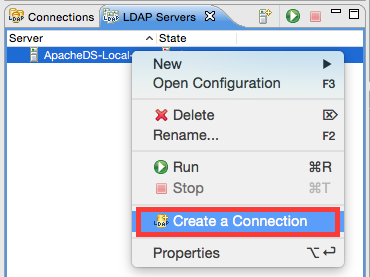 Connections LDAP Servers
Server State
ApacheDS-Local-
New
Open Configuration F3
Delete ⌦
Rename... F2
Run ⌘R
Stop ⌘T
LDAP Create a Connection
Properties ⌥↩